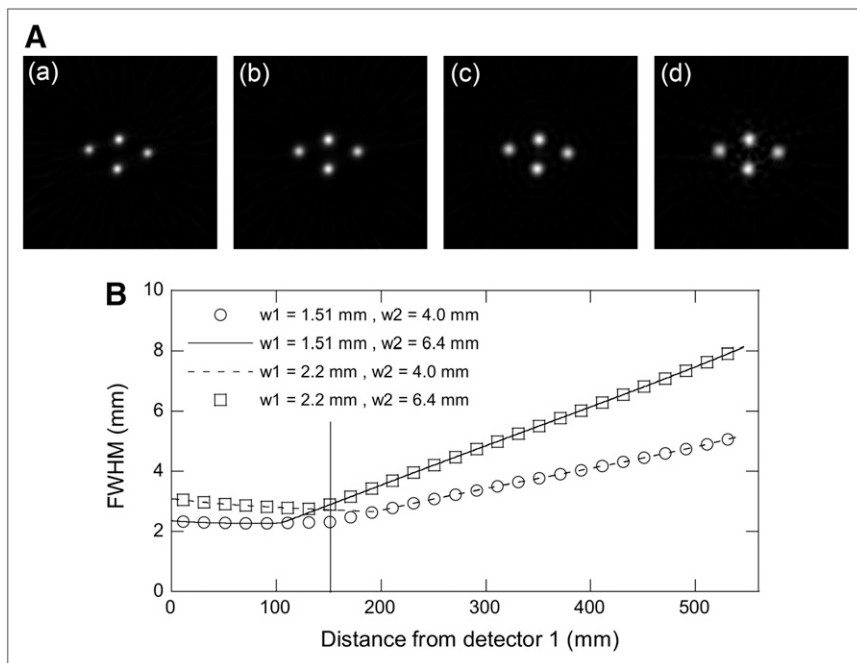 A
(a) (b) (c) (d)
B
10
8
6
4
2
0
FWHM (mm)
w1 = 1.51 mm , w2 = 4.0 mm
w1 = 1.51 mm , w2 = 6.4 mm
w1 = 2.2 mm , w2 = 4.0 mm
w1 = 2.2 mm , w2 = 6.4 mm
0 100 200 300 400 500
Distance from detector 1 (mm)